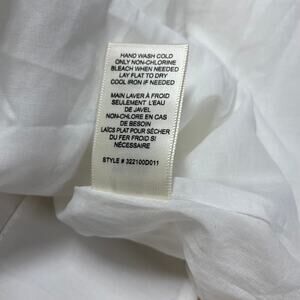 HAND WASH COLD
ONLY NON-CHLORINE
BLEACH WHEN NEEDED
LAY FLAT TO DRY
COOL IRON IF NEEDED
MAIN LAVER À FROID
SEULEMENT L'EAU
DE JAVEL
NON-CHLORE EN CAS
DE BESOIN
LAÏCS PLAT POUR SÉCHER
DU FER FROID SI
NÉCESSAIRE
STYLE # 322100D011